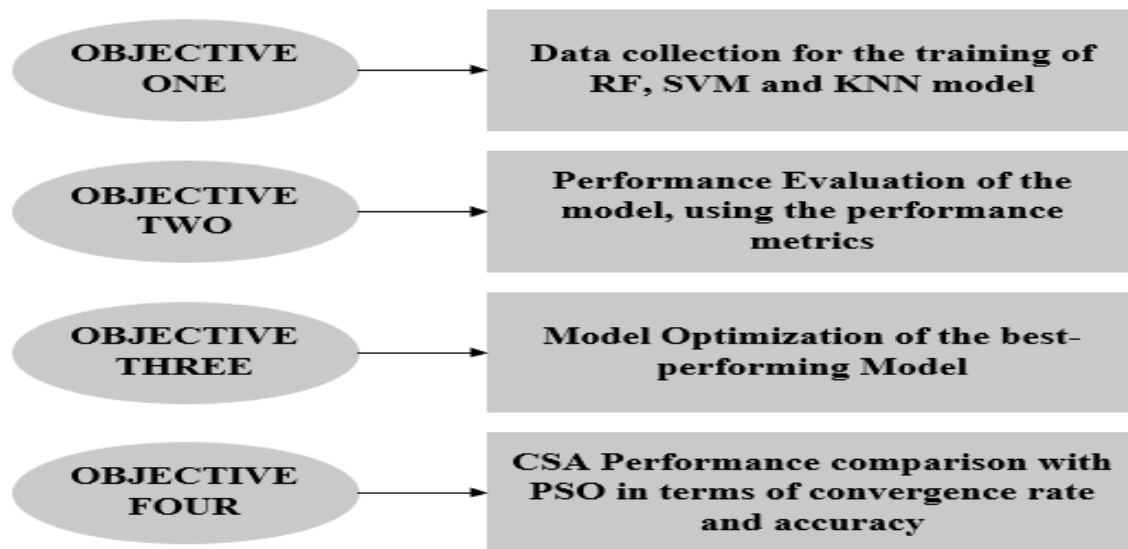 OBJECTIVE
ONE
Data collection for the training of
RF, SVM and KNN model
OBJECTIVE
TWO
Performance Evaluation of the
model, using the performance
metrics
OBJECTIVE
THREE
Model Optimization of the best-
performing Model
OBJECTIVE
FOUR
CSA Performance comparison with
PSO in terms of convergence rate
and accuracy